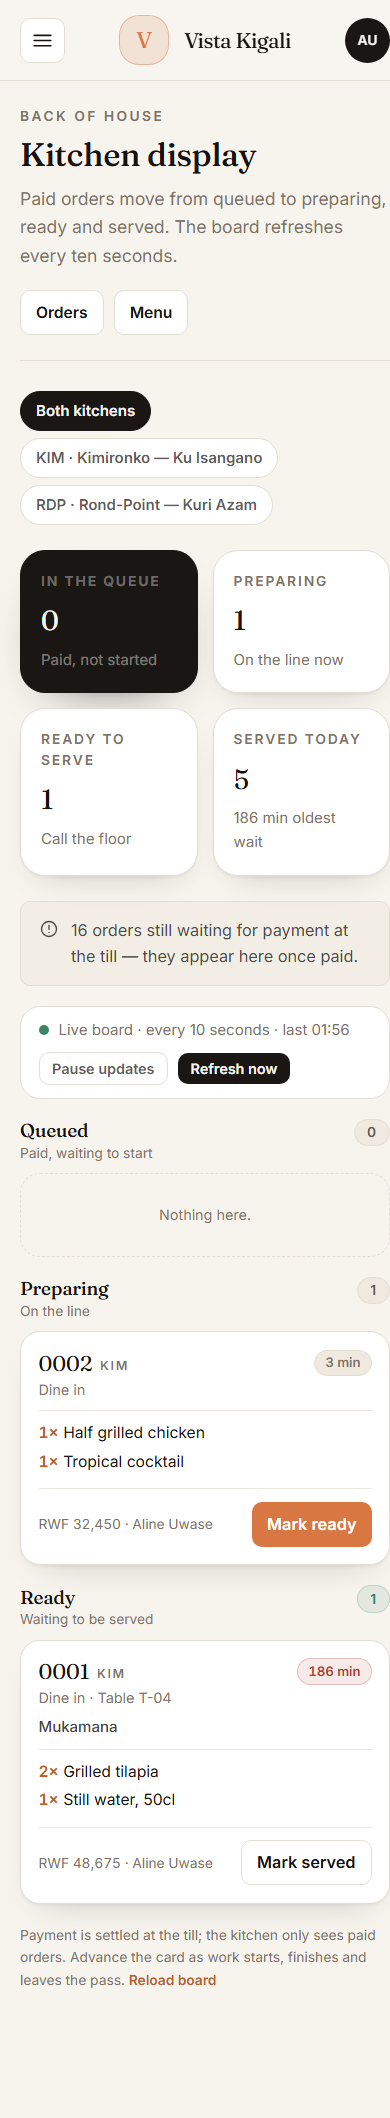 V Vista Kigali AU
BACK OF HOUSE
Kitchen display
Paid orders move from queued to preparing,
ready and served. The board refreshes
every ten seconds.
Orders Menu
Both kitchens
KIM · Kimironko — Ku Isangano
RDP · Rond-Point — Kuri Azam
IN THE QUEUE
0
Paid, not started
PREPARING
1
On the line now
READY TO
SERVE
1
Call the floor
SERVED TODAY
5
186 min oldest
wait
16 orders still waiting for payment at
the till — they appear here once paid.
Live board · every 10 seconds · last 01:56
Pause updates Refresh now
Queued 0
Paid, waiting to start
Nothing here.
Preparing 1
On the line
0002 KIM 3 min
Dine in
1× Half grilled chicken
1× Tropical cocktail
RWF 32,450 · Aline Uwase Mark ready
Ready 1
Waiting to be served
0001 KIM 186 min
Dine in · Table T-04
Mukamana
2× Grilled tilapia
1× Still water, 50cl
RWF 48,675 · Aline Uwase Mark served
Payment is settled at the till; the kitchen only sees paid
orders. Advance the card as work starts, finishes and
leaves the pass. Reload board